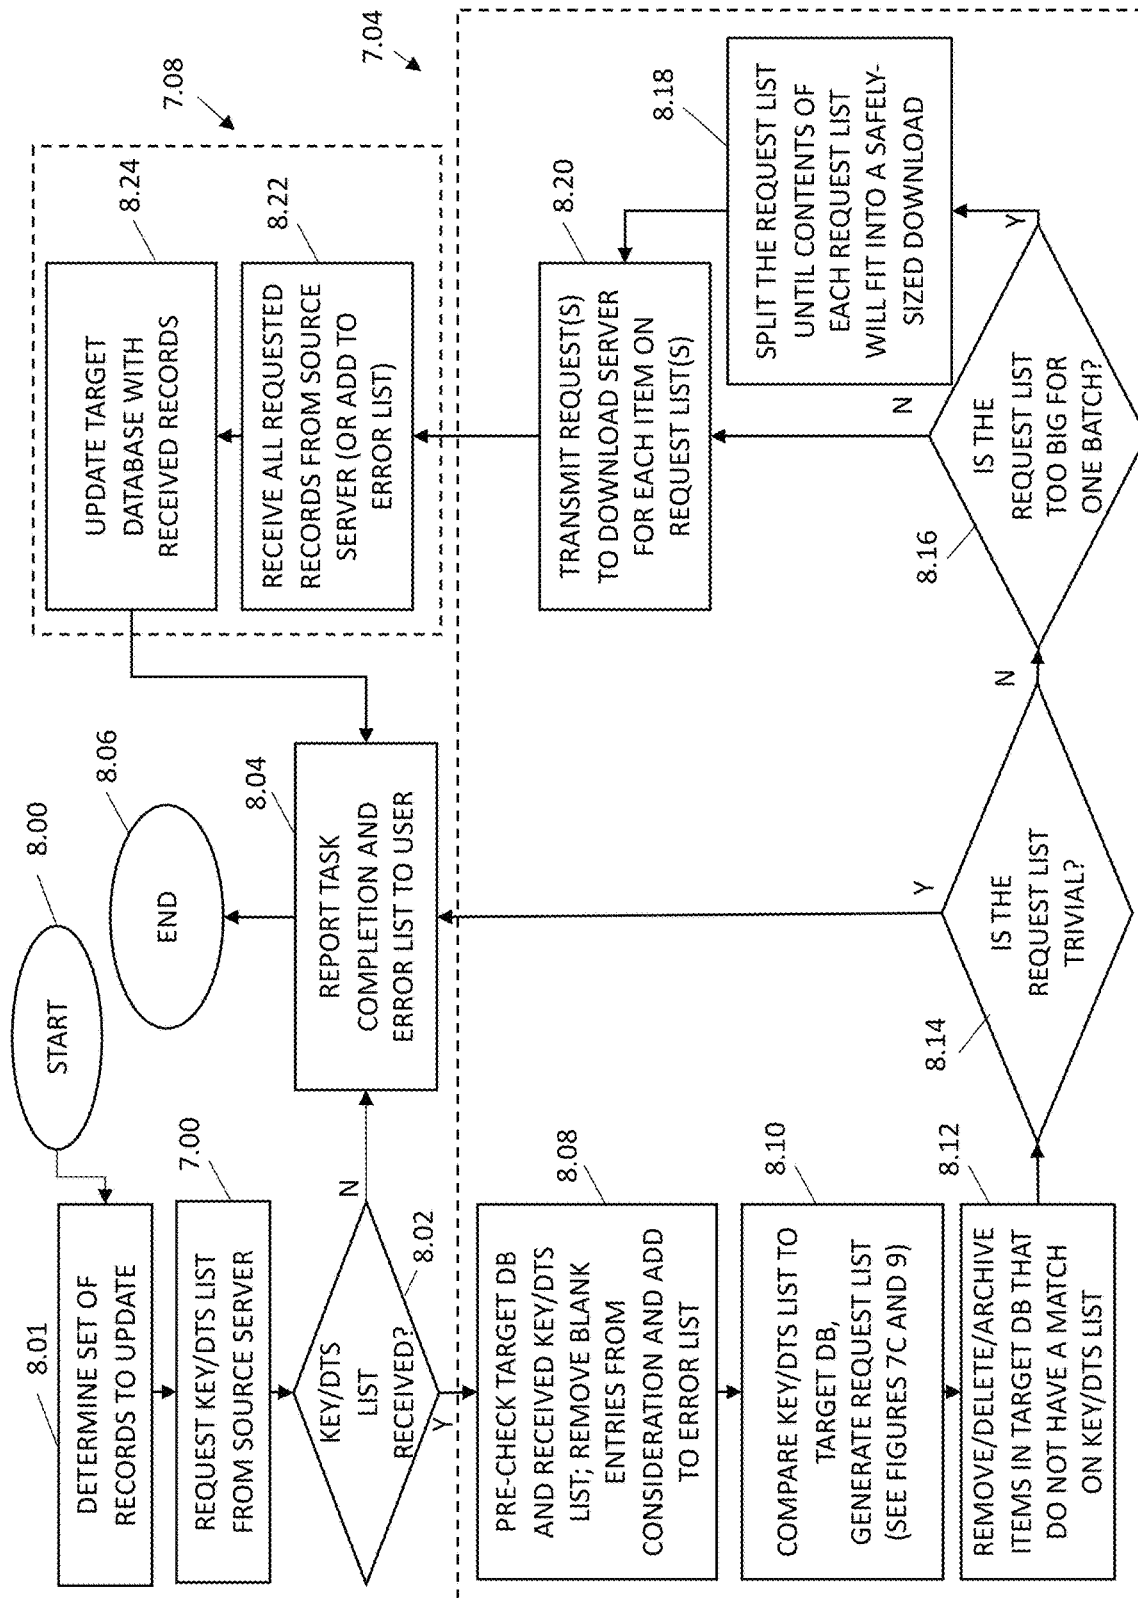 START
8.00
8.01
DETERMINE SET OF
RECORDS TO UPDATE
7.00
REQUEST KEY/DTS LIST
FROM SOURCE SERVER
KEY/DTS
LIST
RECEIVED?
8.02
N
Y
END
8.06
REPORT TASK
COMPLETION AND
ERROR LIST TO USER
8.04
7.08
UPDATE TARGET
DATABASE WITH
RECEIVED RECORDS
8.24
RECEIVE ALL REQUESTED
RECORDS FROM SOURCE
SERVER (OR ADD TO
ERROR LIST)
8.22
7.04
PRE-CHECK TARGET DB
AND RECEIVED KEY/DTS
LIST; REMOVE BLANK
ENTRIES FROM
CONSIDERATION AND ADD
TO ERROR LIST
8.08
COMPARE KEY/DTS LIST TO
TARGET DB,
GENERATE REQUEST LIST
(SEE FIGURES 7C AND 9)
8.10
REMOVE/DELETE/ARCHIVE
ITEMS IN TARGET DB THAT
DO NOT HAVE A MATCH
ON KEY/DTS LIST
8.12
IS THE
REQUEST LIST
TRIVIAL?
8.14
Y
N
IS THE
REQUEST LIST
TOO BIG FOR
ONE BATCH?
8.16
N
Y
TRANSMIT REQUEST(S)
TO DOWNLOAD SERVER
FOR EACH ITEM ON
REQUEST LIST(S)
8.20
SPLIT THE REQUEST LIST
UNTIL CONTENTS OF
EACH REQUEST LIST
WILL FIT INTO A SAFELY-
SIZED DOWNLOAD
8.18